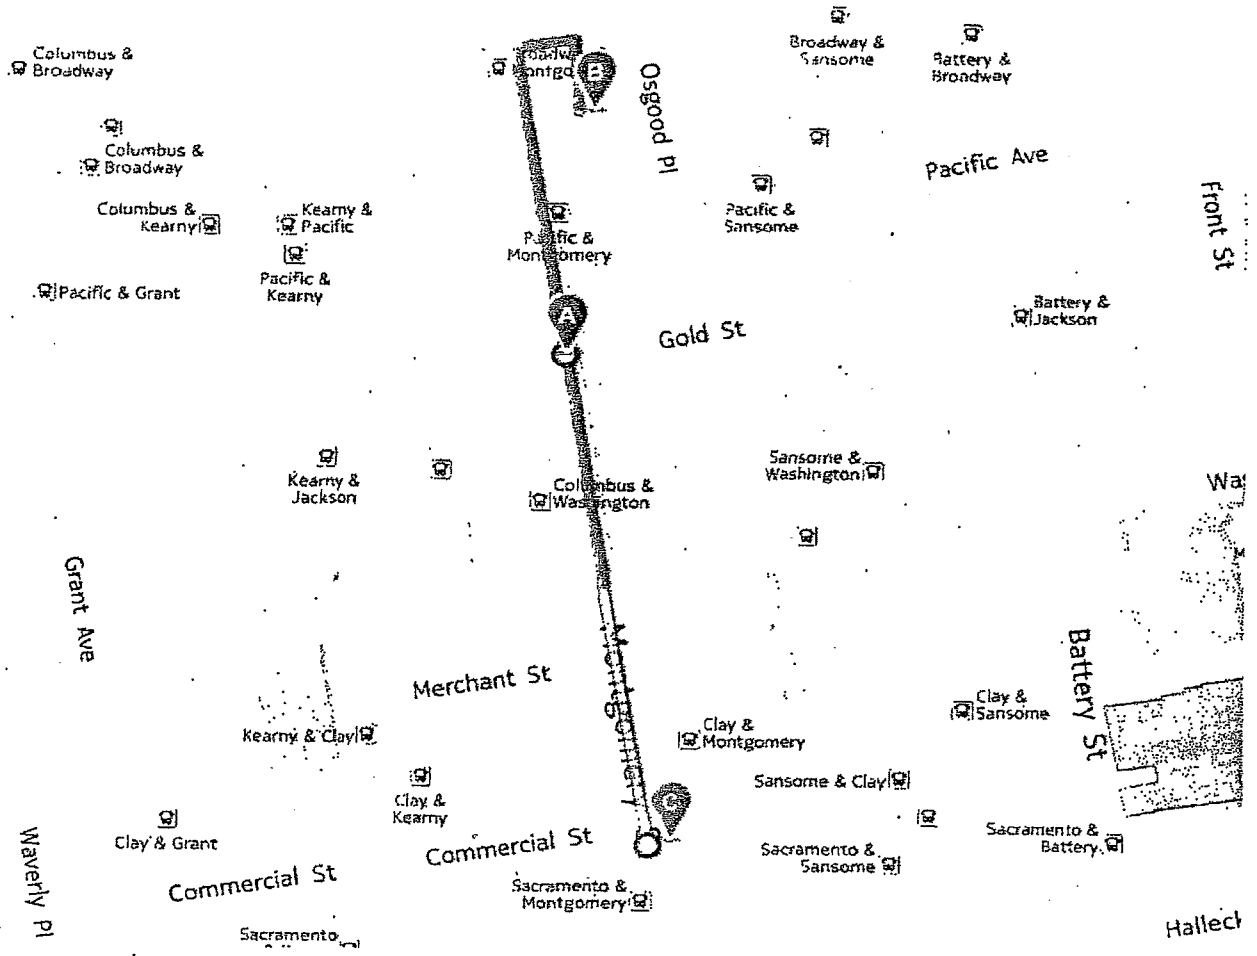 Columbus &
Broadway
Broadway &
Sansome
Battery &
Broadway
B
Osgood Pl
Columbus &
Broadway
Pacific Ave
Columbus &
Kearny
Kearny &
Pacific
Pacific &
Sansome
Front St
Pacific &
Montgomery
Pacific &
Kearny
Pacific & Grant
A
Battery &
Jackson
Gold St
Kearny &
Jackson
Columbus &
Washington
Sansome &
Washington
Grant Ave
Battery St
Merchant St
Montgomery
Clay &
Sansome
Kearny & Clay
Clay &
Montgomery
Clay &
Kearny
Sansome & Clay
C
Clay & Grant
Commercial St
Sacramento &
Sansome
Sacramento &
Battery
Waverly Pl
Commercial St
Sacramento &
Montgomery
Sacramento